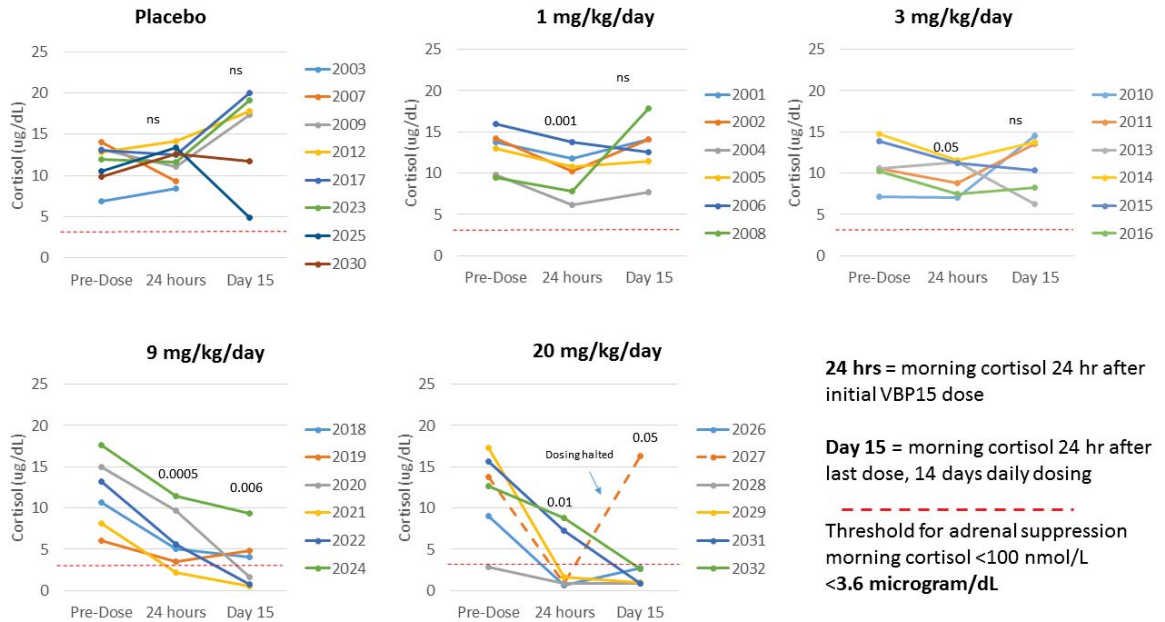 Placebo
Cortisol (ug/dL)
25
20
15
10
5
0
ns
ns
Pre-Dose
24 hours
Day 15
2003
2007
2009
2012
2017
2023
2025
2030
1 mg/kg/day
Cortisol (ug/dL)
25
20
15
10
5
0
0.001
ns
Pre-Dose
24 hours
Day 15
2001
2002
2004
2005
2006
2008
3 mg/kg/day
Cortisol (ug/dL)
25
20
15
10
5
0
0.05
ns
Pre-Dose
24 hours
Day 15
2010
2011
2013
2014
2015
2016
9 mg/kg/day
Cortisol (ug/dL)
25
20
15
10
5
0
0.0005
0.006
Pre-Dose
24 hours
Day 15
2018
2019
2020
2021
2022
2024
20 mg/kg/day
Cortisol (ug/dL)
25
20
15
10
5
0
0.01
Dosing halted
0.05
Pre-Dose
24 hours
Day 15
2026
2027
2028
2029
2031
2032
24 hrs = morning cortisol 24 hr after
initial VBP15 dose
Day 15 = morning cortisol 24 hr after
last dose, 14 days daily dosing
Threshold for adrenal suppression
morning cortisol <100 nmol/L
<3.6 microgram/dL